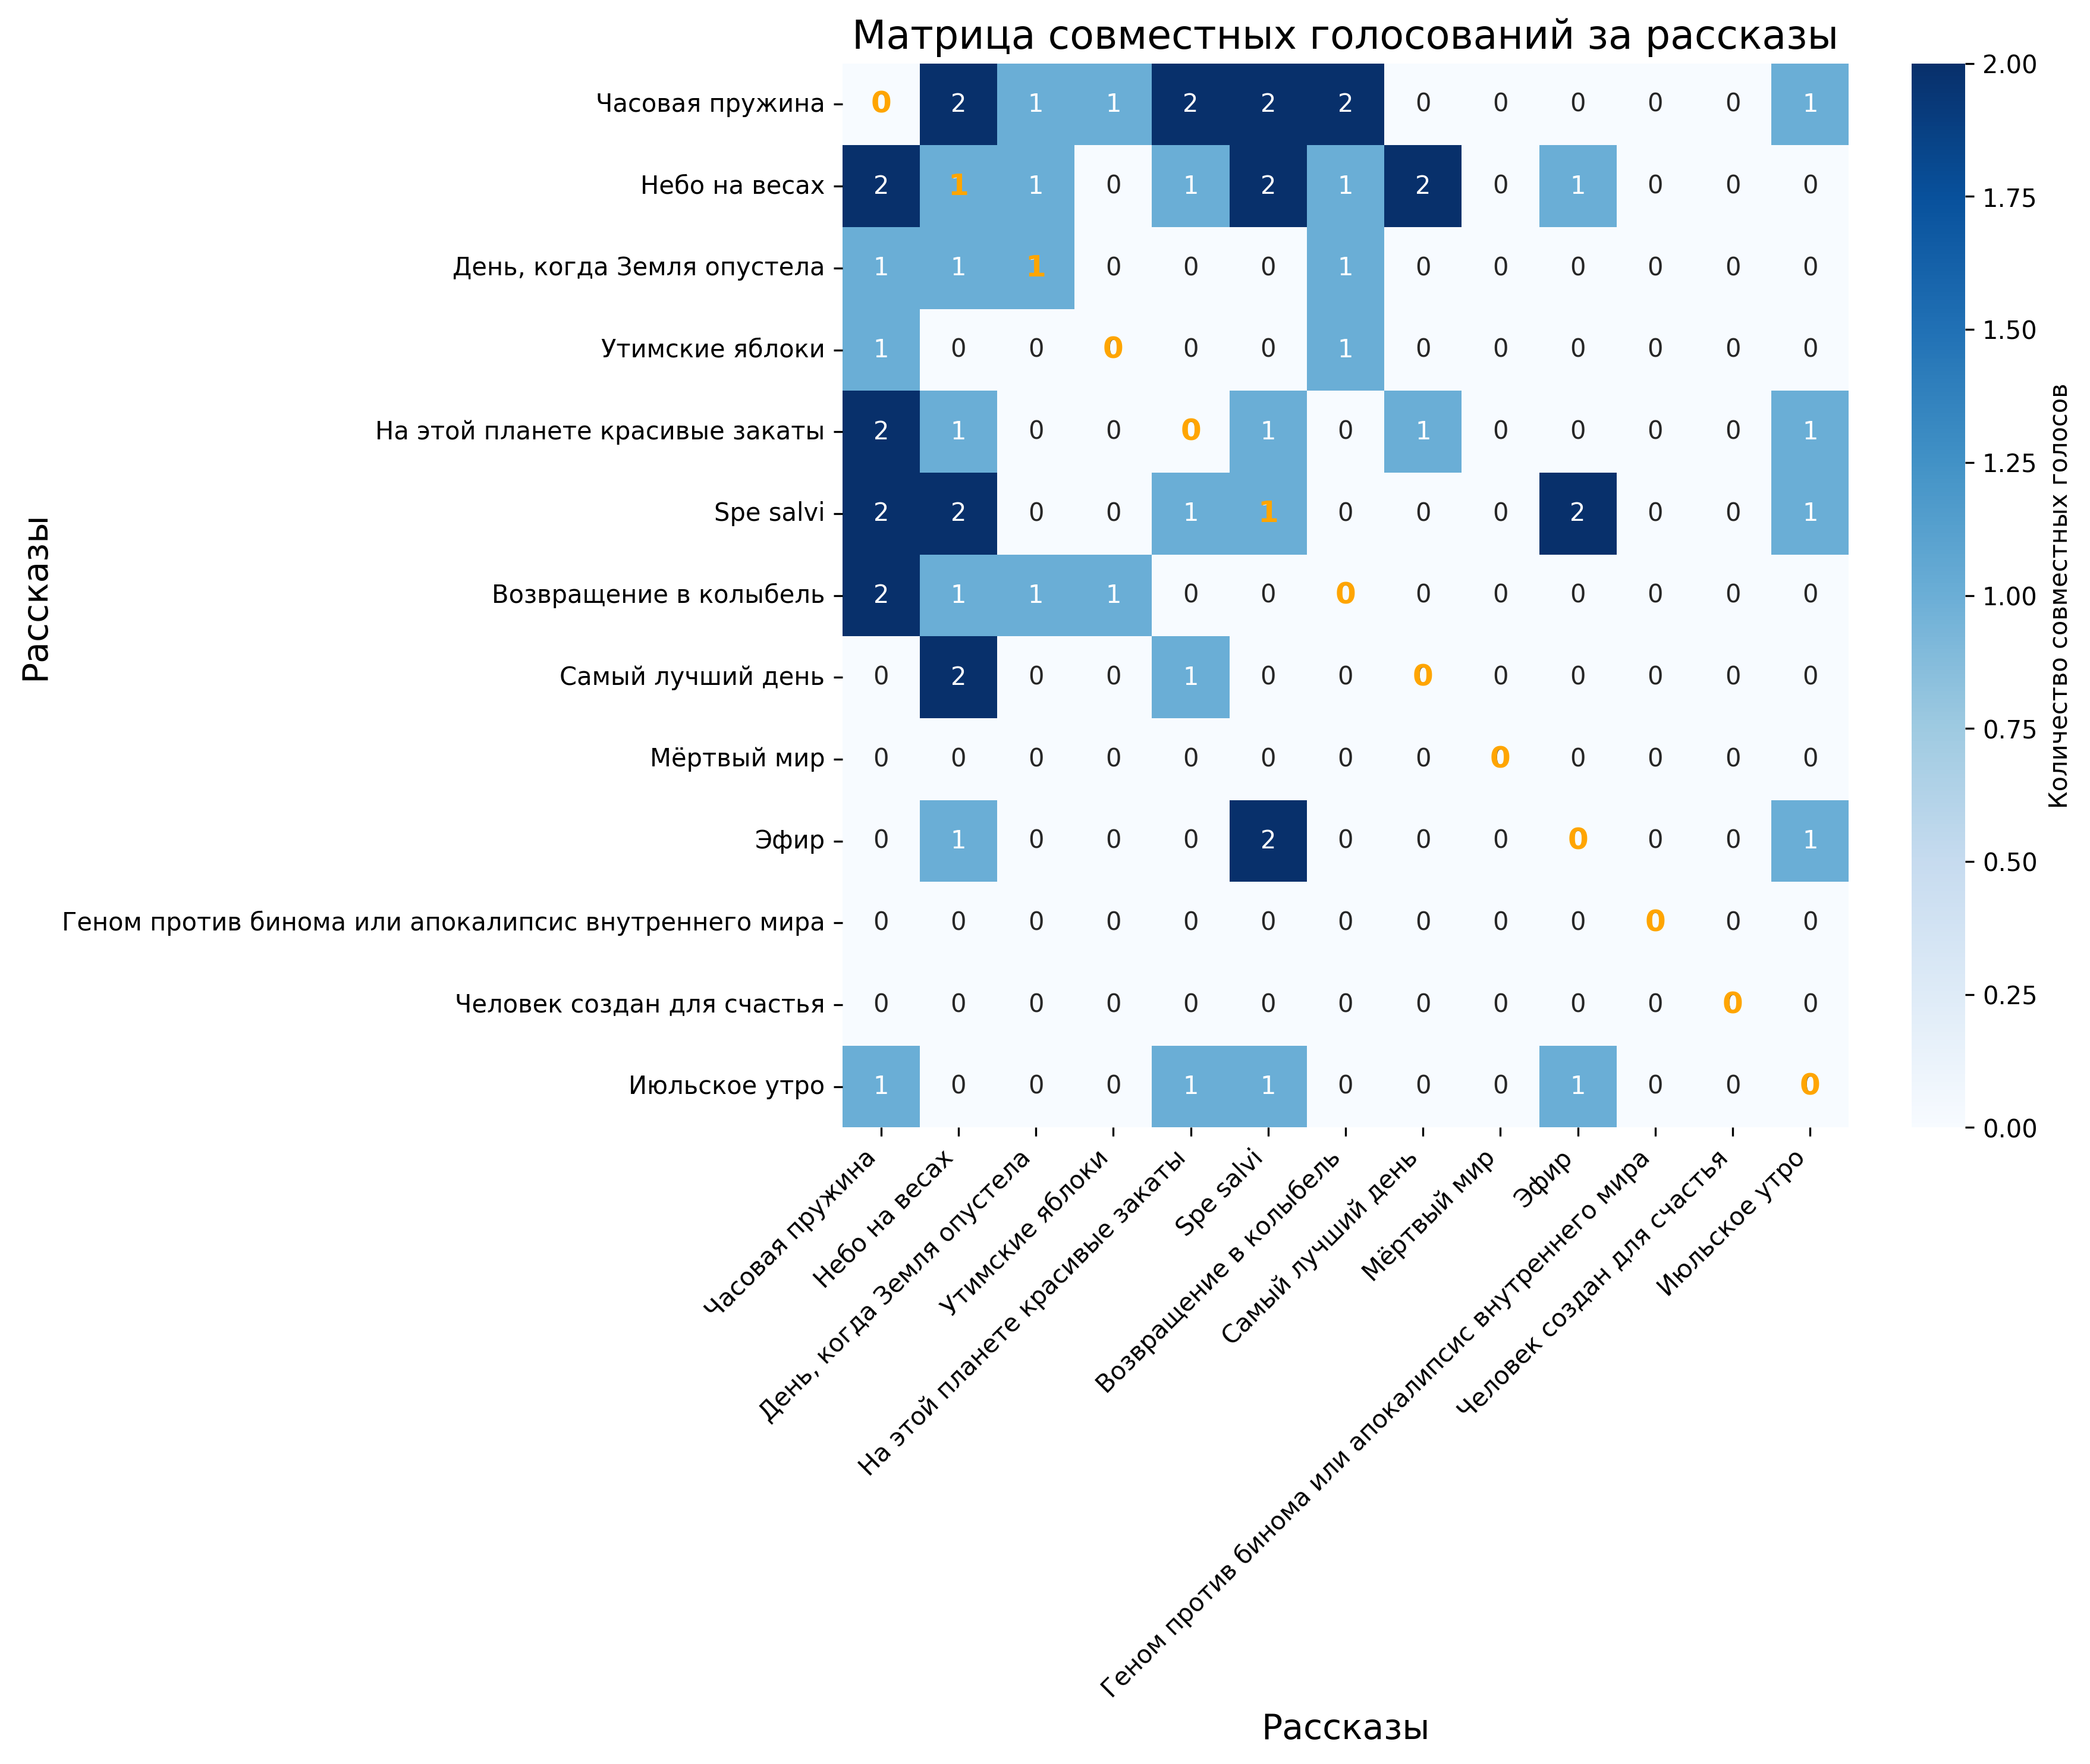 Матрица совместных голосований за рассказы
Рассказы
Часовая пружина 0 2 1 1 2 2 2 0 0 0 0 0 1
Небо на весах 2 1 1 0 1 2 1 2 0 1 0 0 0
День, когда Земля опустела 1 1 1 0 0 0 1 0 0 0 0 0 0
Утимские яблоки 1 0 0 0 0 0 1 0 0 0 0 0 0
На этой планете красивые закаты 2 1 0 0 0 1 0 1 0 0 0 0 1
Spe salvi 2 2 0 0 1 1 0 0 0 2 0 0 1
Возвращение в колыбель 2 1 1 1 0 0 0 0 0 0 0 0 0
Самый лучший день 0 2 0 0 1 0 0 0 0 0 0 0 0
Мёртвый мир 0 0 0 0 0 0 0 0 0 0 0 0 0
Эфир 0 1 0 0 0 2 0 0 0 0 0 0 1
Геном против бинома или апокалипсис внутреннего мира 0 0 0 0 0 0 0 0 0 0 0 0 0
Человек создан для счастья 0 0 0 0 0 0 0 0 0 0 0 0 0
Июльское утро 1 0 0 0 1 1 0 0 0 1 0 0 0
Часовая пружина
Небо на весах
День, когда Земля опустела
Утимские яблоки
На этой планете красивые закаты
Spe salvi
Возвращение в колыбель
Самый лучший день
Мёртвый мир
Эфир
Геном против бинома или апокалипсис внутреннего мира
Человек создан для счастья
Июльское утро
Рассказы
2.00
1.75
1.50
1.25
1.00
0.75
0.50
0.25
0.00
Количество совместных голосов